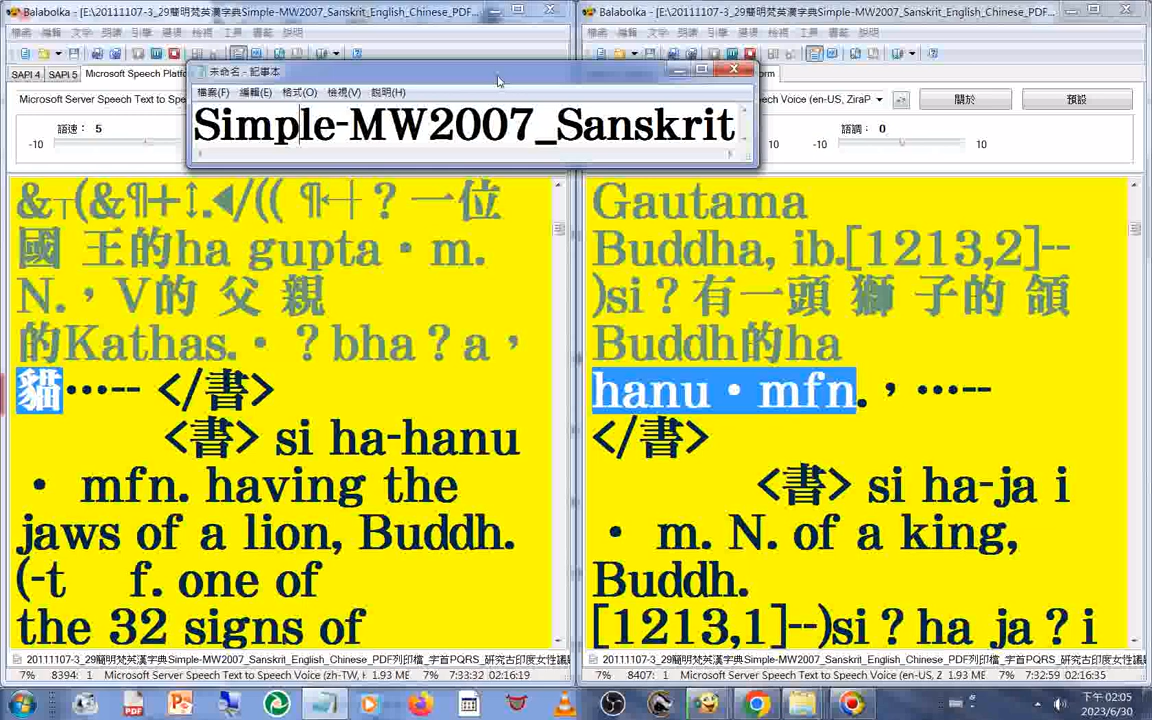 Balabolka - [E:\20111107-3_29簡明梵英漢字典Simple-MW2007_Sanskrit_English_Chinese_PDF...
Balabolka - [E:\20111107-3_29簡明梵英漢字典Simple-MW2007_Sanskrit_English_Chinese_PDF...
SAPI 4 SAPI 5 Microsoft Speech Platf
Microsoft Server Speech Text to Speec
語速： 5
-10
未命名 - 記事本
檔案(F) 編輯(E) 格式(O) 檢視(V) 說明(H)
Simple-MW2007_Sanskrit
ch Voice (en-US, ZiraP
關於
預設
語調： 0
10 -10 10
國 王的ha gupta·m.
N.，V的 父 親
的Kathas.· ？bha？a，
貓…-- </書>
<書> si ha-hanu
· mfn. having the
jaws of a lion, Buddh.
(-t f. one of
the 32 signs of
Gautama
Buddha, ib.[1213,2]--
)si？有一頭 獅 子的 頜
Buddh的ha
hanu·mfn.，…--
</書>
<書> si ha-ja i
· m. N. of a king,
Buddh.
[1213,1]--)si？ha ja？i
20111107-3_29簡明梵英漢字典Simple-MW2007_Sanskrit_English_Chinese_PDF列印檔_字首PQRS_研究古印度女性議
20111107-3_29簡明梵英漢字典Simple-MW2007_Sanskrit_English_Chinese_PDF列印檔_字首PQRS_研究古印度女性議
7% 8394: 1 Microsoft Server Speech Text to Speech Voice (zh-TW, H 1.93 ME 7% 7:33:32 02:16:19
7% 8407: 1 Microsoft Server Speech Text to Speech Voice (en-US, Z 1.93 ME 7% 7:32:59 02:16:35
下午 02:05
2023/6/30